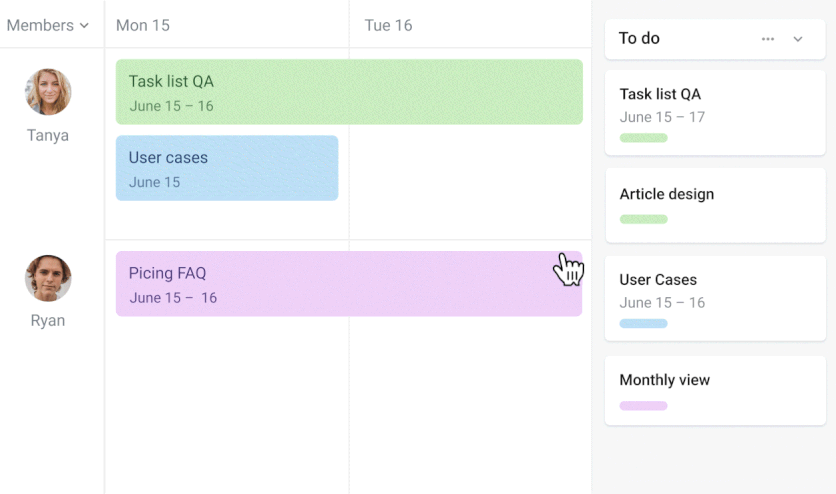 Members
Mon 15
Tue 16
Tanya
Task list QA
June 15 – 16
User cases
June 15
Ryan
Picing FAQ
June 15 – 16
To do
Task list QA
June 15 – 17
Article design
User Cases
June 15 – 16
Monthly view